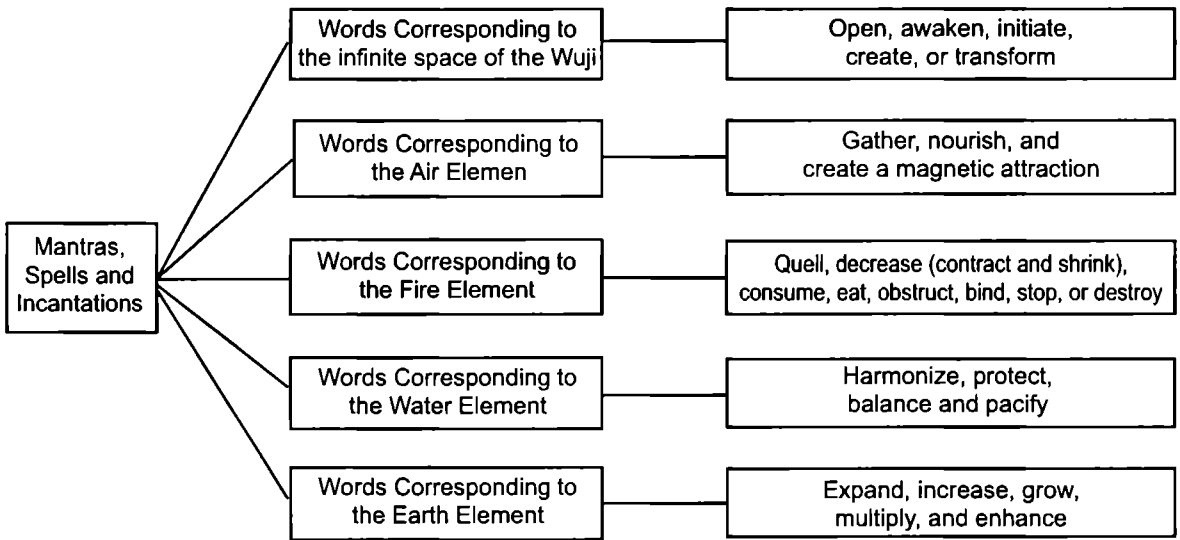 Mantras,
Spells and
Incantations
Words Corresponding to
the infinite space of the Wuji
Open, awaken, initiate,
create, or transform
Words Corresponding to
the Air Elemen
Gather, nourish, and
create a magnetic attraction
Words Corresponding to
the Fire Element
Quell, decrease (contract and shrink),
consume, eat, obstruct, bind, stop, or destroy
Words Corresponding to
the Water Element
Harmonize, protect,
balance and pacify
Words Corresponding to
the Earth Element
Expand, increase, grow,
multiply, and enhance